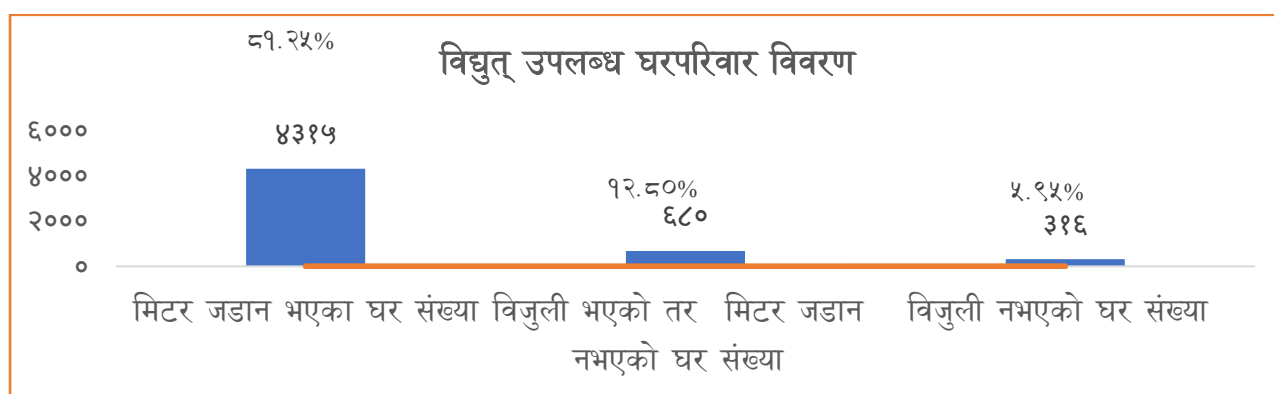 ८१.२५%
विद्युत् उपलब्ध घरपरिवार विवरण
६०००
४३१५
४०००
१२.८०%
५.९५%
२०००
६८०
३१६
०
मिटर जडान भएका घर संख्या
विजुली भएको तर मिटर जडान
नभएको घर संख्या
विजुली नभएको घर संख्या